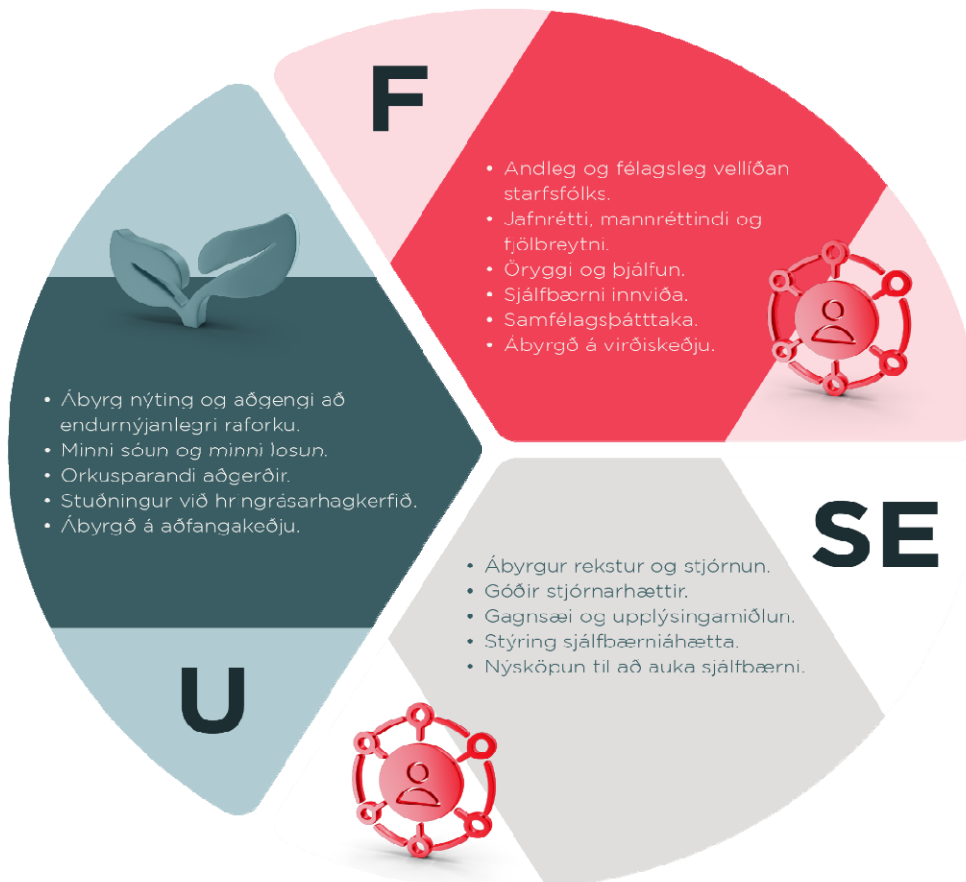 F
• Andleg og félagsleg vellíðan
starfsfólks.
• Jafnrétti, mannréttindi og
fjölbreytni.
• Öryggi og þjálfun.
• Sjálfbærni innviða.
• Samfélagsþátttaka.
• Ábyrgð á virðiskeðju.
• Ábyrg nýting og aðgengi að
endurnýjanlegri raforku.
• Minni sóun og minni losun.
• Orkusparandi aðgerðir.
• Stuðningur við hr ngrásarhagkerfið.
• Ábyrgð á aðfangakeðju.
U
SE
• Ábyrgur rekstur og stjórnun.
• Góðir stjórnarhættir.
• Gagnsæi og upplýsingamiðlun.
• Stýring sjálfbærniáhætta.
• Nýsköpun til að auka sjálfbærni.